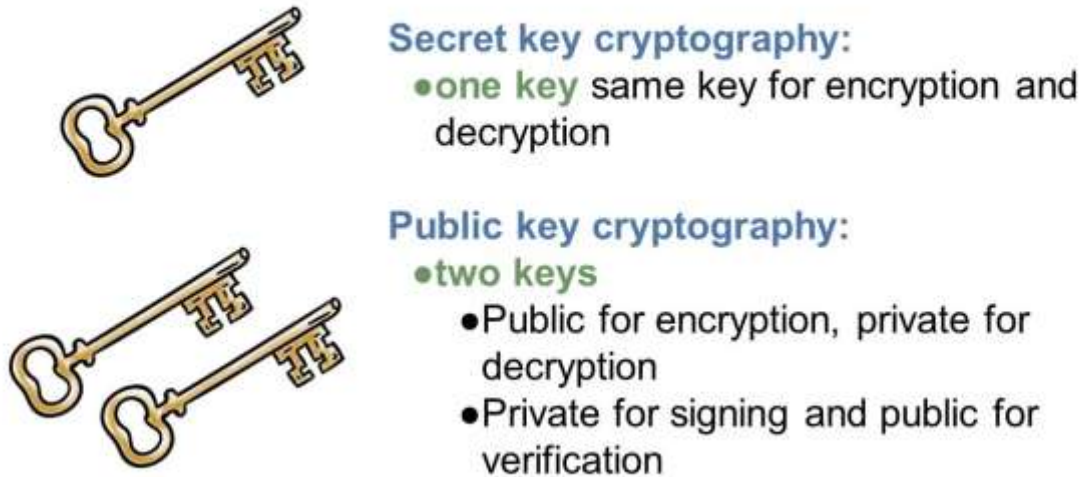 Secret key cryptography:
●one key same key for encryption and
decryption
Public key cryptography:
●two keys
●Public for encryption, private for
decryption
●Private for signing and public for
verification